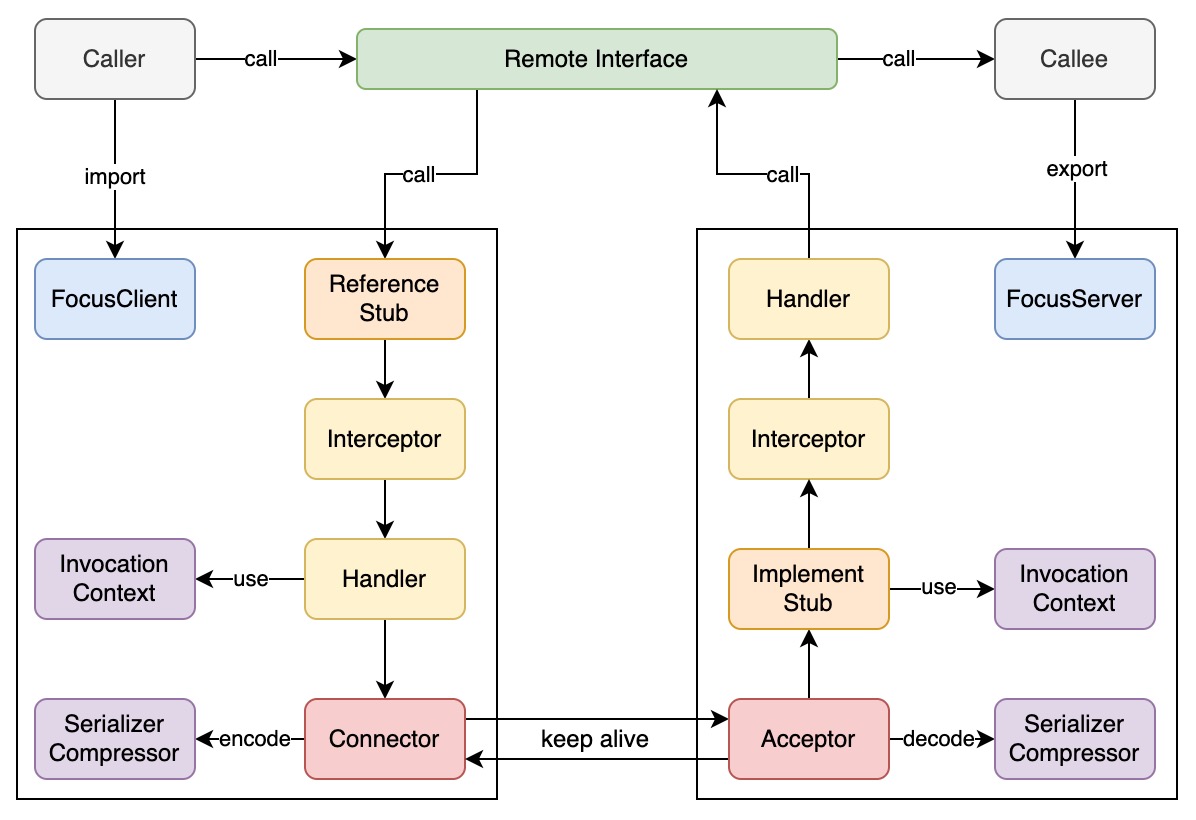 Caller
call
Remote Interface
call
Callee
import
call
call
export
FocusClient
Reference
Stub
Handler
FocusServer
Interceptor
Interceptor
Invocation
Context
use
Handler
Implement
Stub
use
Invocation
Context
Serializer
Compressor
encode
Connector
keep alive
Acceptor
decode
Serializer
Compressor